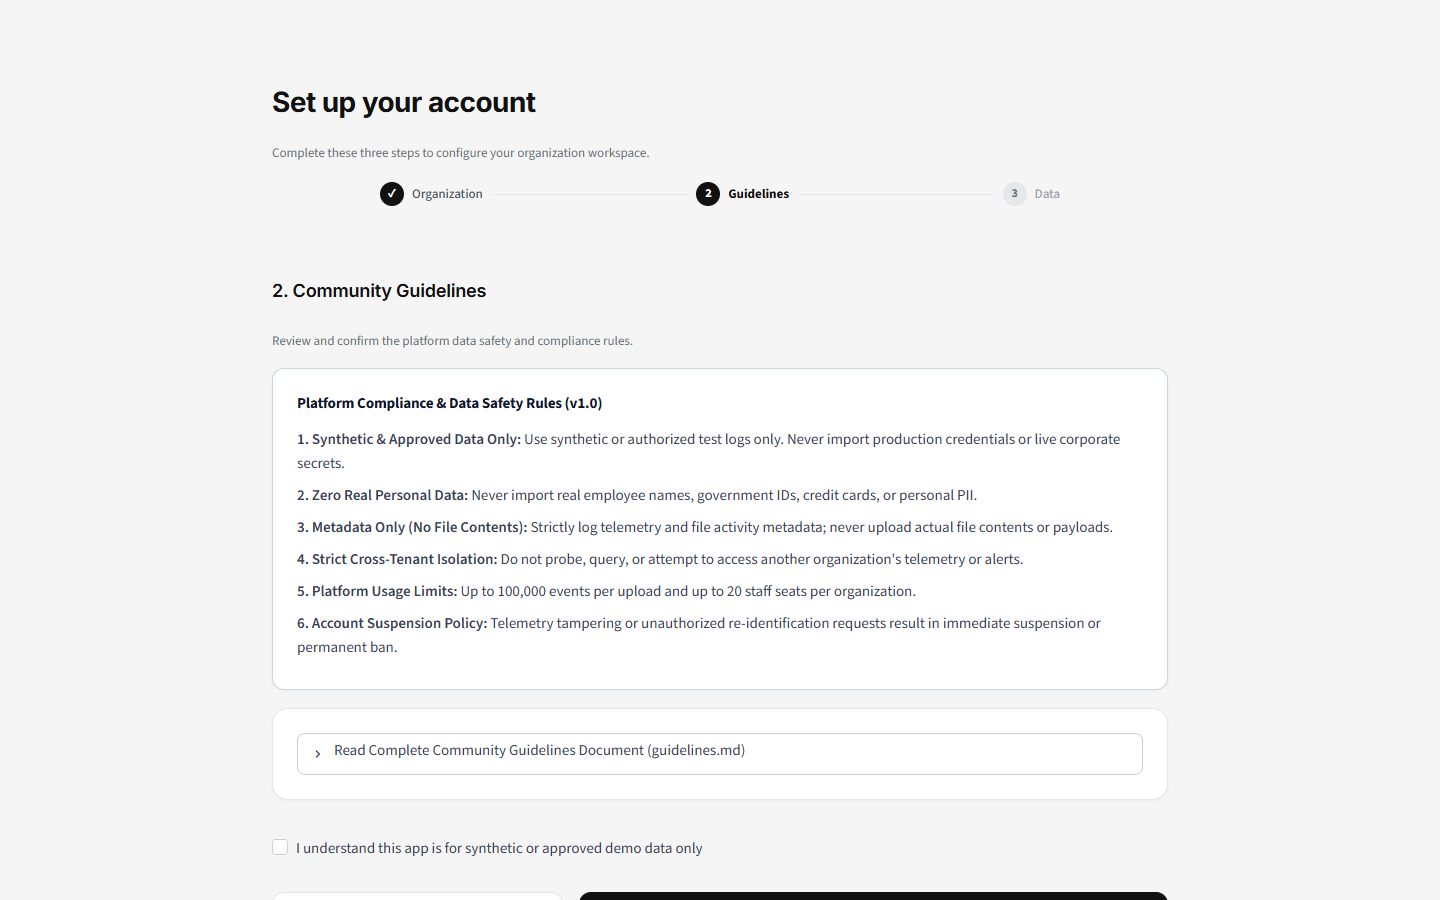 Set up your account
Complete these three steps to configure your organization workspace.
✓ Organization
2 Guidelines
3 Data
2. Community Guidelines
Review and confirm the platform data safety and compliance rules.
Platform Compliance & Data Safety Rules (v1.0)
1. Synthetic & Approved Data Only: Use synthetic or authorized test logs only. Never import production credentials or live corporate
secrets.
2. Zero Real Personal Data: Never import real employee names, government IDs, credit cards, or personal PII.
3. Metadata Only (No File Contents): Strictly log telemetry and file activity metadata; never upload actual file contents or payloads.
4. Strict Cross-Tenant Isolation: Do not probe, query, or attempt to access another organization's telemetry or alerts.
5. Platform Usage Limits: Up to 100,000 events per upload and up to 20 staff seats per organization.
6. Account Suspension Policy: Telemetry tampering or unauthorized re-identification requests result in immediate suspension or
permanent ban.
Read Complete Community Guidelines Document (guidelines.md)
I understand this app is for synthetic or approved demo data only